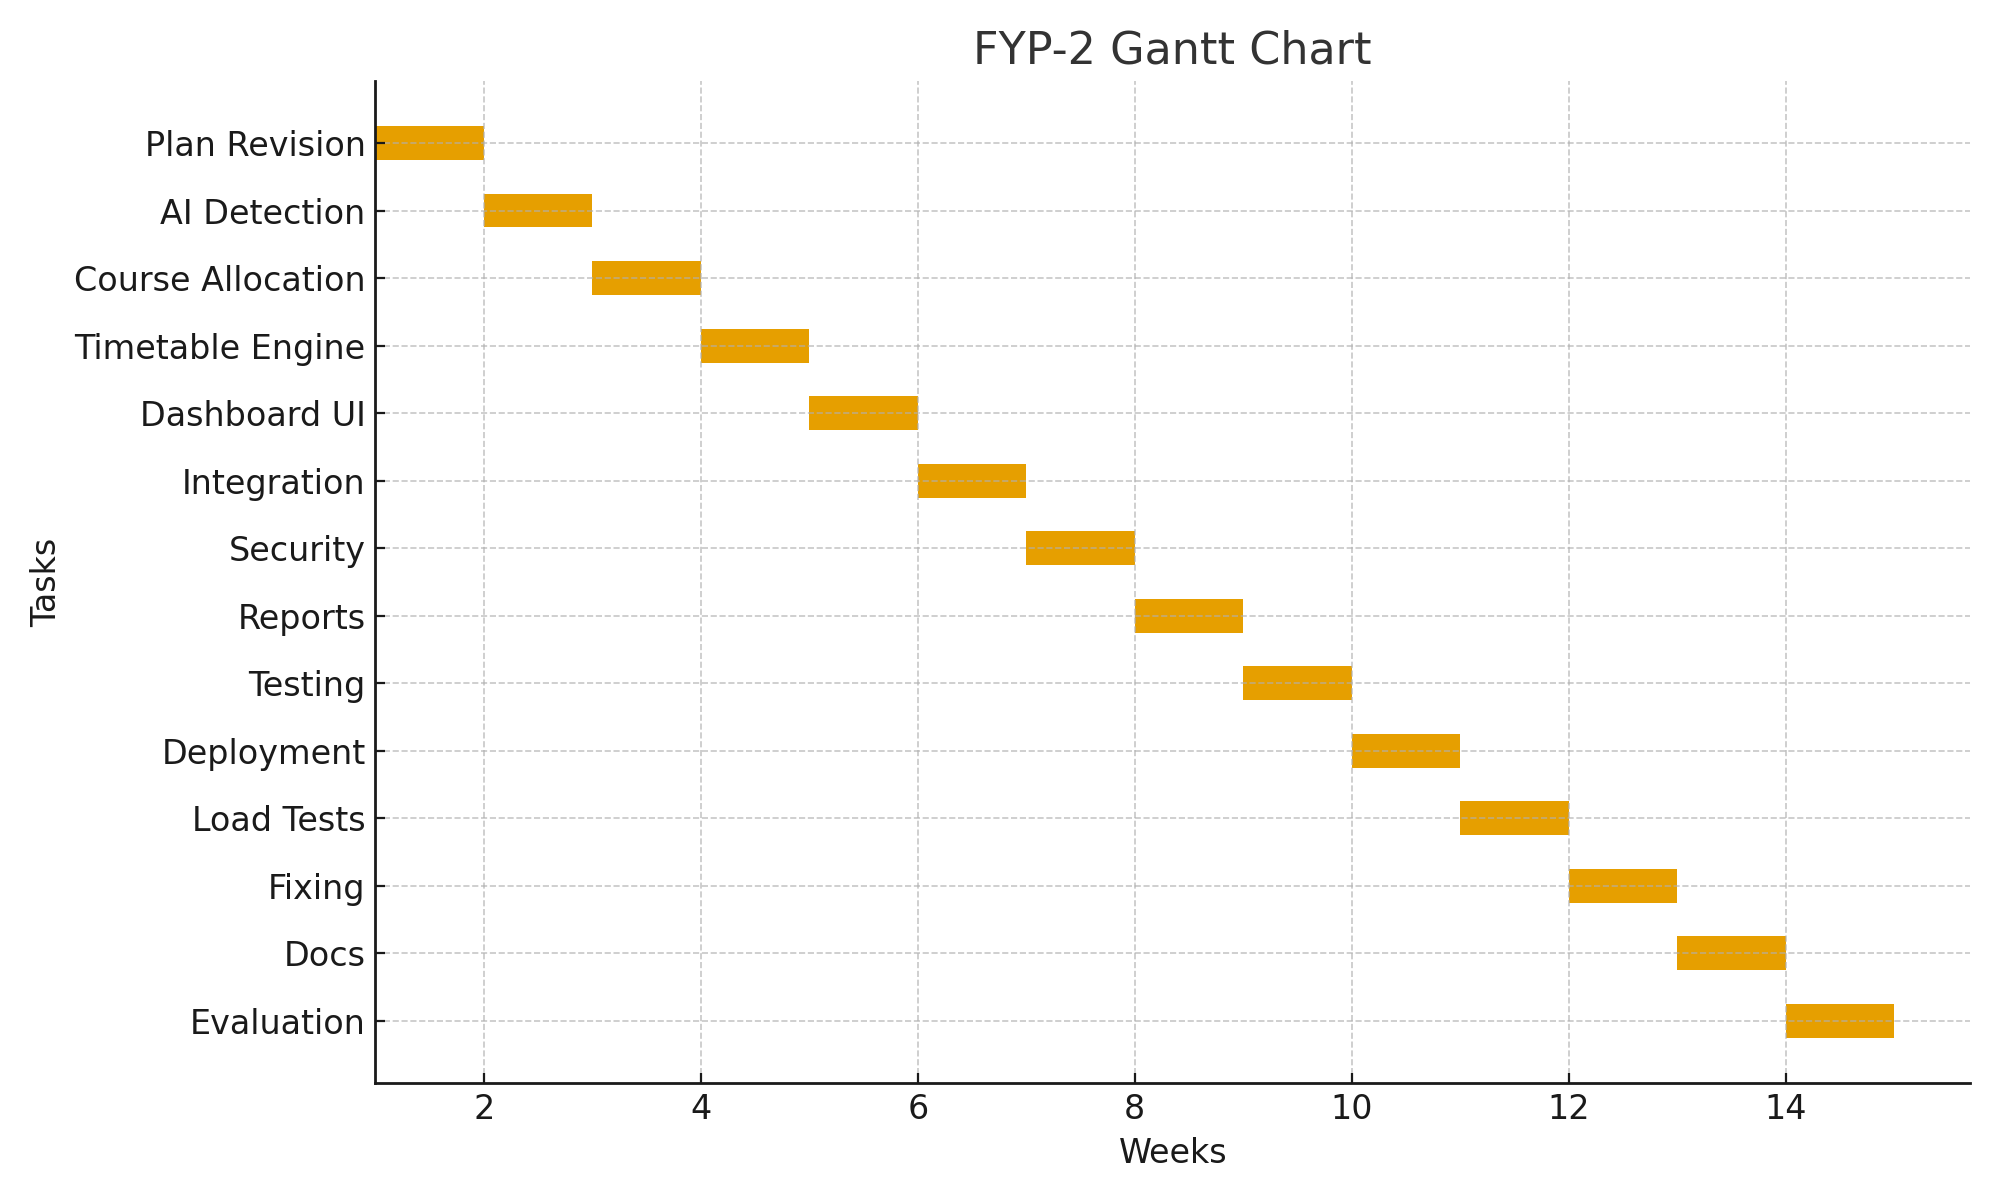 FYP-2 Gantt Chart
Plan Revision
AI Detection
Course Allocation
Timetable Engine
Dashboard UI
Integration
Security
Reports
Testing
Deployment
Load Tests
Fixing
Docs
Evaluation
Tasks
2 4 6 8 10 12 14
Weeks